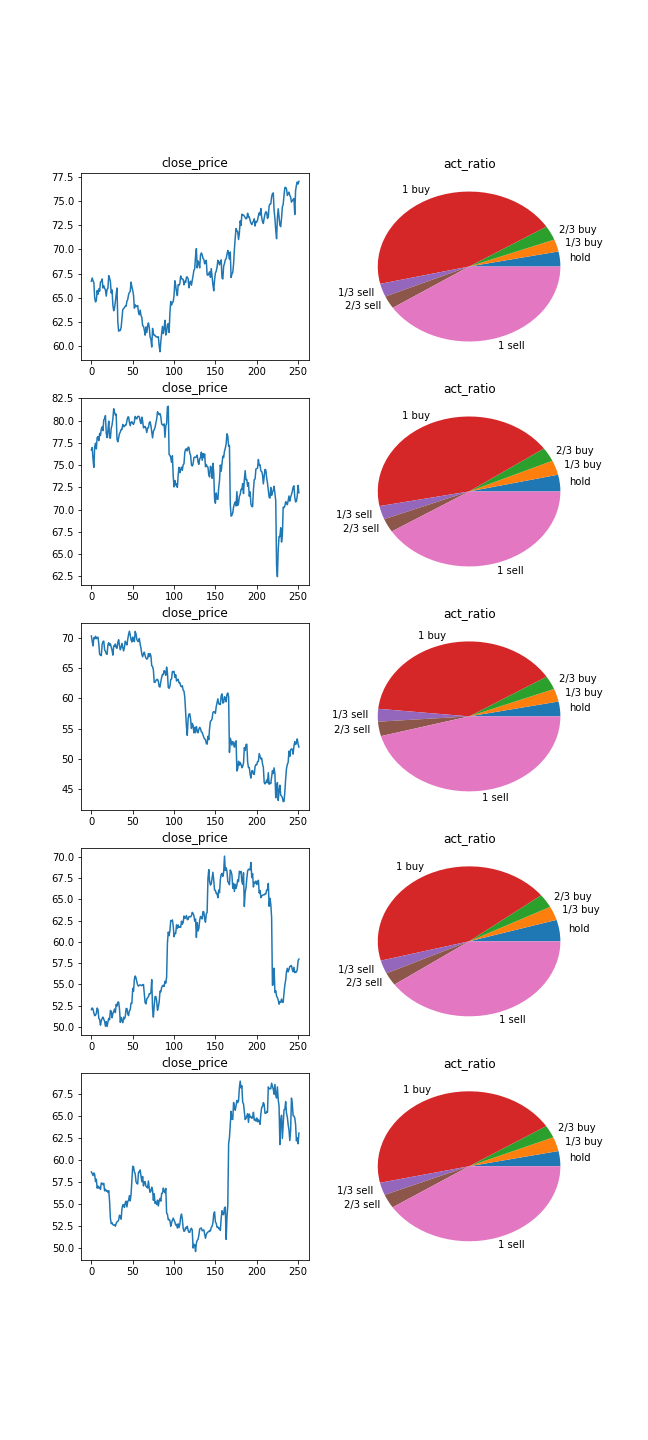 close_price
77.5
75.0
72.5
70.0
67.5
65.0
62.5
60.0
0 50 100 150 200 250
act_ratio
1 buy
2/3 buy
1/3 buy
hold
1/3 sell
2/3 sell
1 sell
close_price
82.5
80.0
77.5
75.0
72.5
70.0
67.5
65.0
62.5
0 50 100 150 200 250
act_ratio
1 buy
2/3 buy
1/3 buy
hold
1/3 sell
2/3 sell
1 sell
close_price
70
65
60
55
50
45
0 50 100 150 200 250
act_ratio
1 buy
2/3 buy
1/3 buy
hold
1/3 sell
2/3 sell
1 sell
close_price
70.0
67.5
65.0
62.5
60.0
57.5
55.0
52.5
50.0
0 50 100 150 200 250
act_ratio
1 buy
2/3 buy
1/3 buy
hold
1/3 sell
2/3 sell
1 sell
close_price
67.5
65.0
62.5
60.0
57.5
55.0
52.5
50.0
0 50 100 150 200 250
act_ratio
1 buy
2/3 buy
1/3 buy
hold
1/3 sell
2/3 sell
1 sell